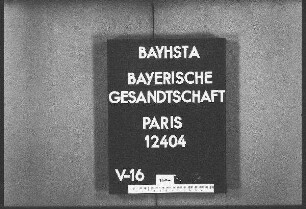 BAYHSTA
BAYERISCHE
GESANDTSCHAFT
PARIS
12404
V-16